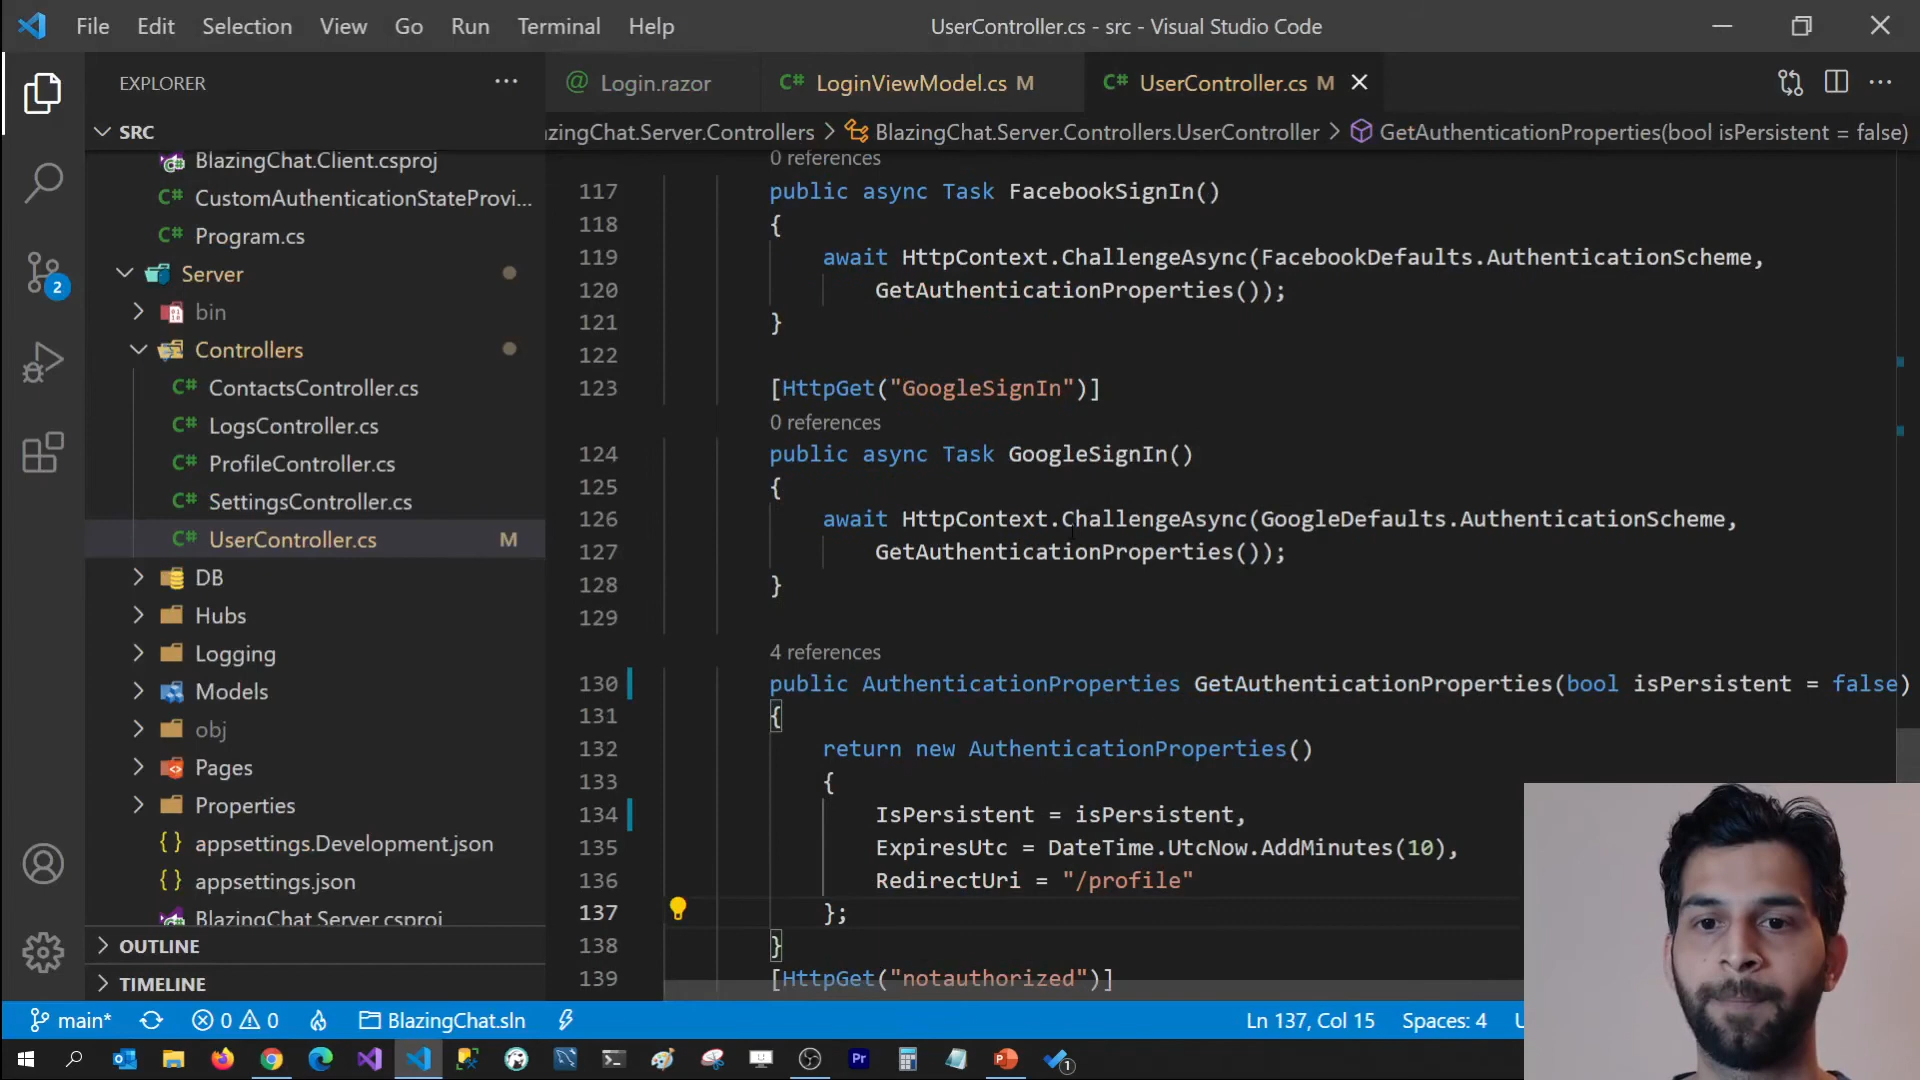 File Edit Selection View Go Run Terminal Help
UserController.cs - src - Visual Studio Code
EXPLORER
Login.razor
LoginViewModel.cs M
UserController.cs M
SRC
zingChat.Server.Controllers > BlazingChat.Server.Controllers.UserController > GetAuthenticationProperties(bool isPersistent = false)
BlazingChat.Client.csproj
CustomAuthenticationStateProvi...
Program.cs
Server
bin
Controllers
ContactsController.cs
LogsController.cs
ProfileController.cs
SettingsController.cs
UserController.cs M
DB
Hubs
Logging
Models
obj
Pages
Properties
appsettings.Development.json
appsettings.json
BlazingChat.Server.csproj
OUTLINE
TIMELINE
2
0 references
117 public async Task FacebookSignIn()
118 {
119 await HttpContext.ChallengeAsync(FacebookDefaults.AuthenticationScheme,
120 GetAuthenticationProperties());
121 }
122
123 [HttpGet("GoogleSignIn")]
0 references
124 public async Task GoogleSignIn()
125 {
126 await HttpContext.ChallengeAsync(GoogleDefaults.AuthenticationScheme,
127 GetAuthenticationProperties());
128 }
129
4 references
130 public AuthenticationProperties GetAuthenticationProperties(bool isPersistent = false)
131 {
132 return new AuthenticationProperties()
133 {
134 IsPersistent = isPersistent,
135 ExpiresUtc = DateTime.UtcNow.AddMinutes(10),
136 RedirectUri = "/profile"
137 };
138 }
139 [HttpGet("notauthorized")]
main* 0 0 BlazingChat.sln Ln 137, Col 15 Spaces: 4
Pr
1